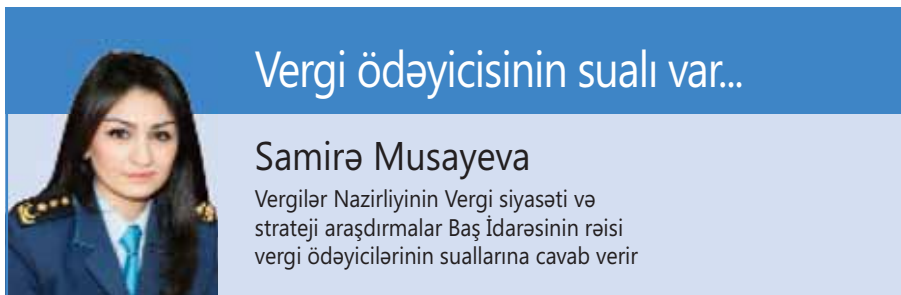 Vergi ödəyicisinin sualı var...
Samirə Musayeva
Vergilər Nazirliyinin Vergi siyasəti və
strateji araşdırmalar Baş İdarəsinin rəisi
vergi ödəyicilərinin suallarına cavab verir